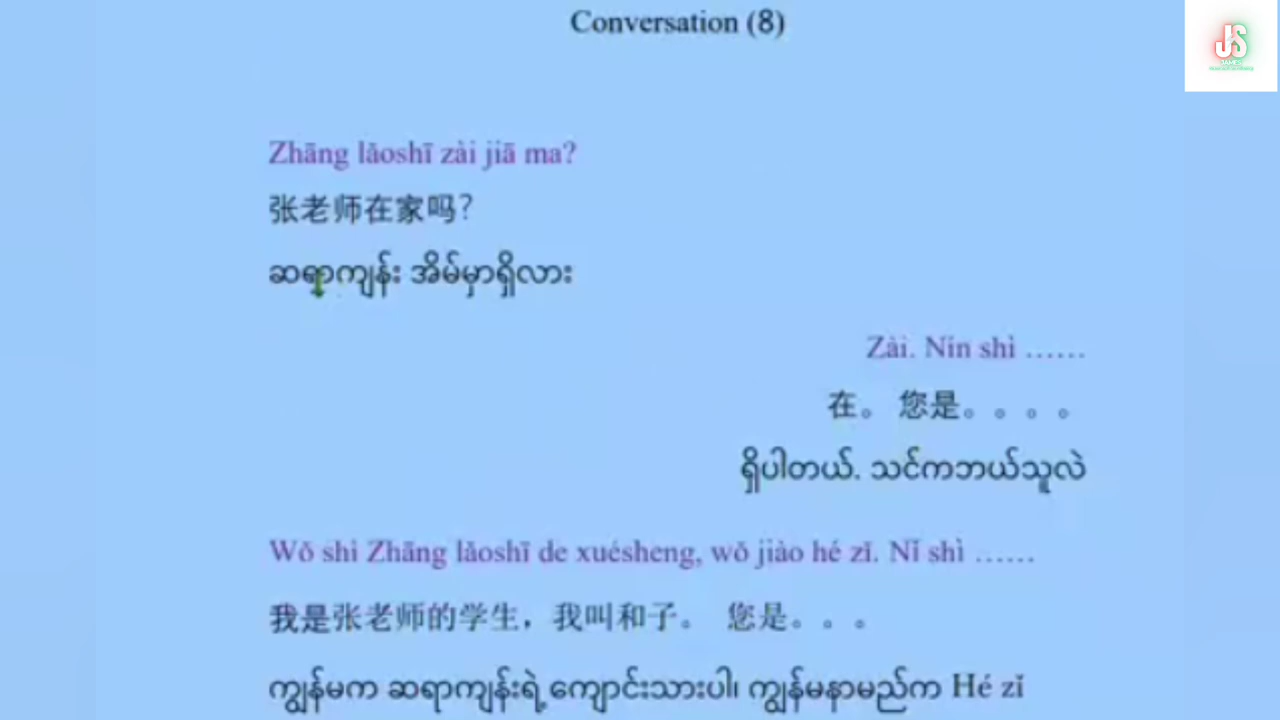 Conversation (8)
JS
Zhāng lǎoshī zài jiā ma?
张老师在家吗？
ဆရာကျန်း အိမ်မှာရှိလား
Zài. Nín shì ……
在。 您是。。。。
ရှိပါတယ်. သင်ကဘယ်သူလဲ
Wǒ shì Zhāng lǎoshī de xuésheng, wǒ jiào hé zǐ. Nǐ shì ……
我是张老师的学生，我叫和子。 您是。。。
ကျွန်မက ဆရာကျန်းရဲ့ ကျောင်းသားပါ၊ ကျွန်မနာမည်က Hé zǐ